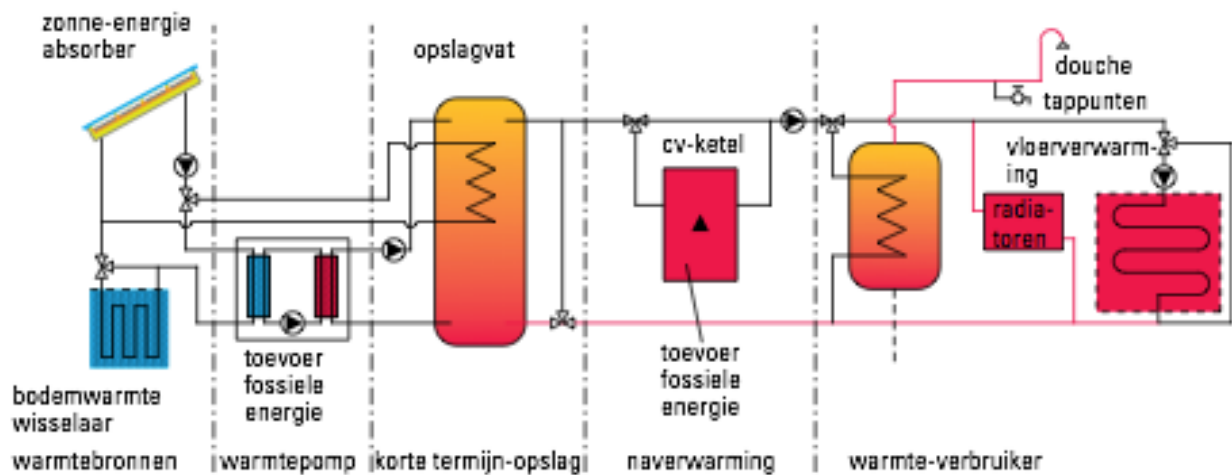 zonne-energie
absorber
opslagvat
douche
tappunten
cv-ketel
vloerverwarm-
ing
radia-
toren
toevoer
fossiele
energie
toevoer
fossiele
energie
bodemwarmte
wisselaar
warmtebronnen
warmtepomp
korte termijn-opslag
naverwarming
warmte-verbruiker